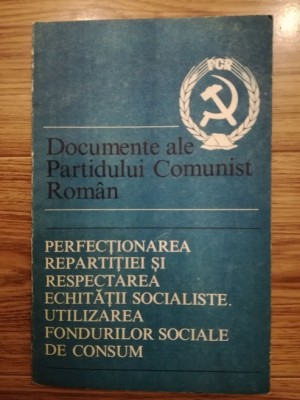 PCR
Documente ale
Partidului Comunist
Român
PERFECȚIONAREA
REPARTIȚIEI ȘI
RESPECTAREA
ECHITĂȚII SOCIALISTE.
UTILIZAREA
FONDURILOR SOCIALE
DE CONSUM